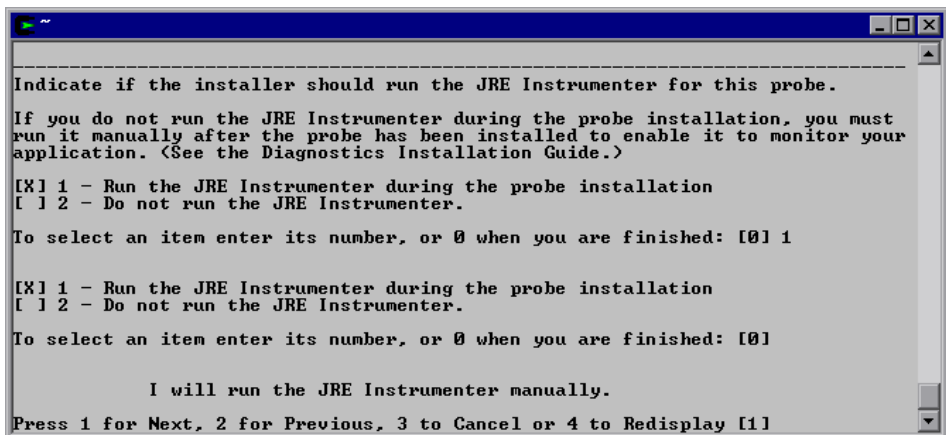 ~
Indicate if the installer should run the JRE Instrumenter for this probe.
If you do not run the JRE Instrumenter during the probe installation, you must
run it manually after the probe has been installed to enable it to monitor your
application. (See the Diagnostics Installation Guide.)
[X] 1 - Run the JRE Instrumenter during the probe installation
[ ] 2 - Do not run the JRE Instrumenter.
To select an item enter its number, or 0 when you are finished: [0] 1
[X] 1 - Run the JRE Instrumenter during the probe installation
[ ] 2 - Do not run the JRE Instrumenter.
To select an item enter its number, or 0 when you are finished: [0]
I will run the JRE Instrumenter manually.
Press 1 for Next, 2 for Previous, 3 to Cancel or 4 to Redisplay [1]